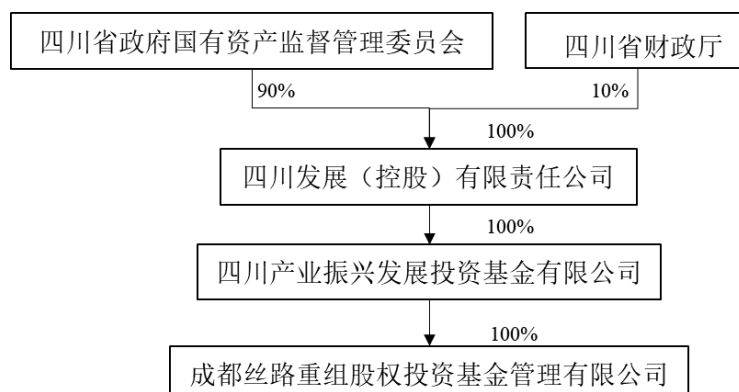 四川省政府国有资产监督管理委员会
四川省财政厅
90%
10%
100%
四川发展（控股）有限责任公司
100%
四川产业振兴发展投资基金有限公司
100%
成都丝路重组股权投资基金管理有限公司